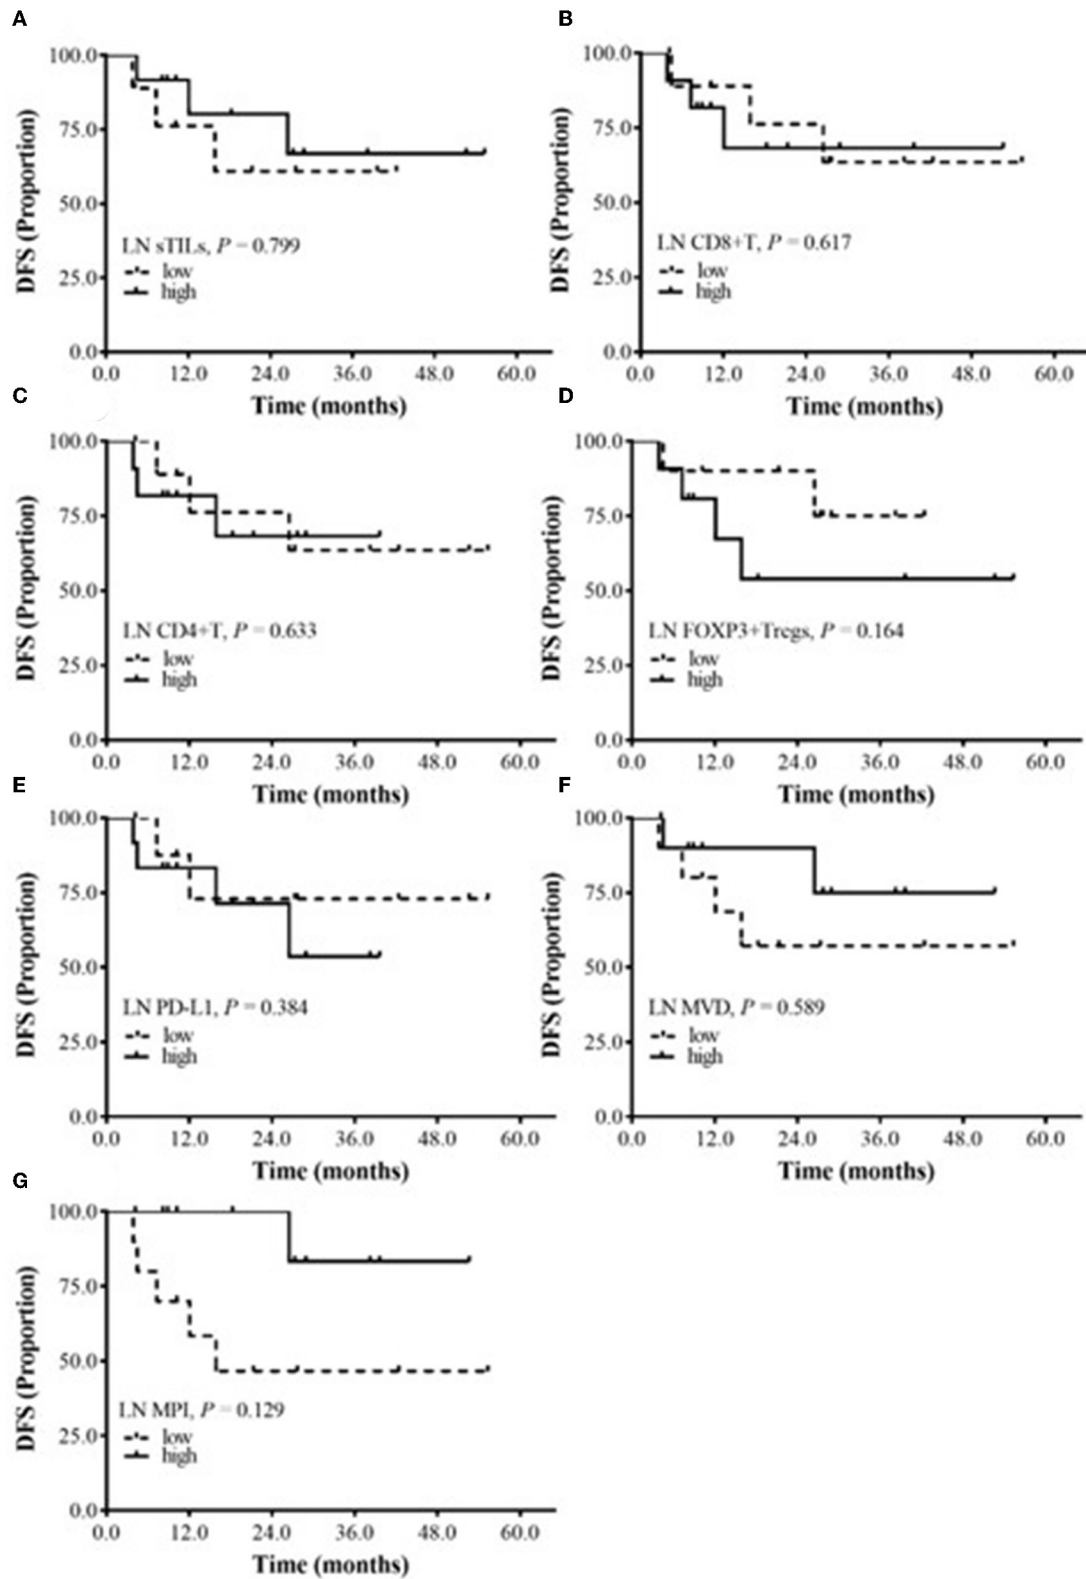 A
DFS (Proportion)
100.0
75.0
50.0
25.0
0.0
LN sTILs, P = 0.799
low
high
0.0 12.0 24.0 36.0 48.0 60.0
Time (months)
B
DFS (Proportion)
100.0
75.0
50.0
25.0
0.0
LN CD8+T, P = 0.617
low
high
0.0 12.0 24.0 36.0 48.0 60.0
Time (months)
C
DFS (Proportion)
100.0
75.0
50.0
25.0
0.0
LN CD4+T, P = 0.633
low
high
0.0 12.0 24.0 36.0 48.0 60.0
Time (months)
D
DFS (Proportion)
100.0
75.0
50.0
25.0
0.0
LN FOXP3+Tregs, P = 0.164
low
high
0.0 12.0 24.0 36.0 48.0 60.0
Time (months)
E
DFS (Proportion)
100.0
75.0
50.0
25.0
0.0
LN PD-L1, P = 0.384
low
high
0.0 12.0 24.0 36.0 48.0 60.0
Time (months)
F
DFS (Proportion)
100.0
75.0
50.0
25.0
0.0
LN MVD, P = 0.589
low
high
0.0 12.0 24.0 36.0 48.0 60.0
Time (months)
G
DFS (Proportion)
100.0
75.0
50.0
25.0
0.0
LN MPI, P = 0.129
low
high
0.0 12.0 24.0 36.0 48.0 60.0
Time (months)